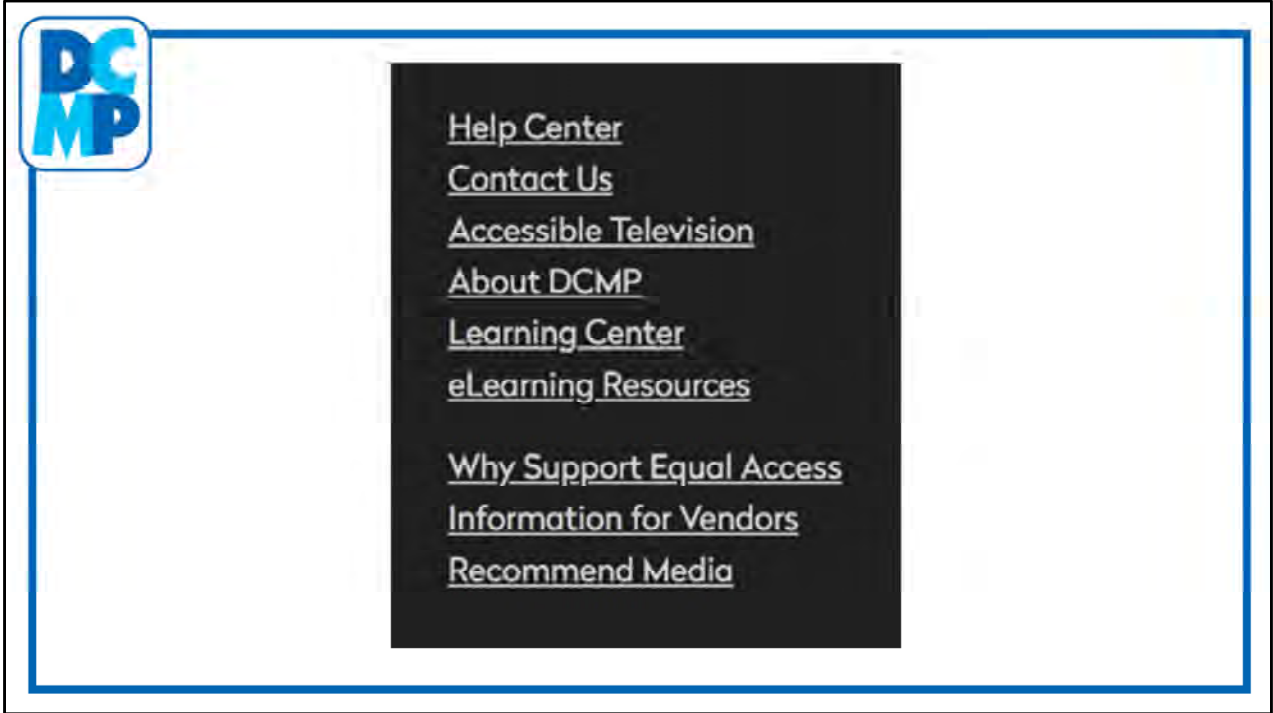 DC
MP
Help Center
Contact Us
Accessible Television
About DCMP
Learning Center
eLearning Resources
Why Support Equal Access
Information for Vendors
Recommend Media